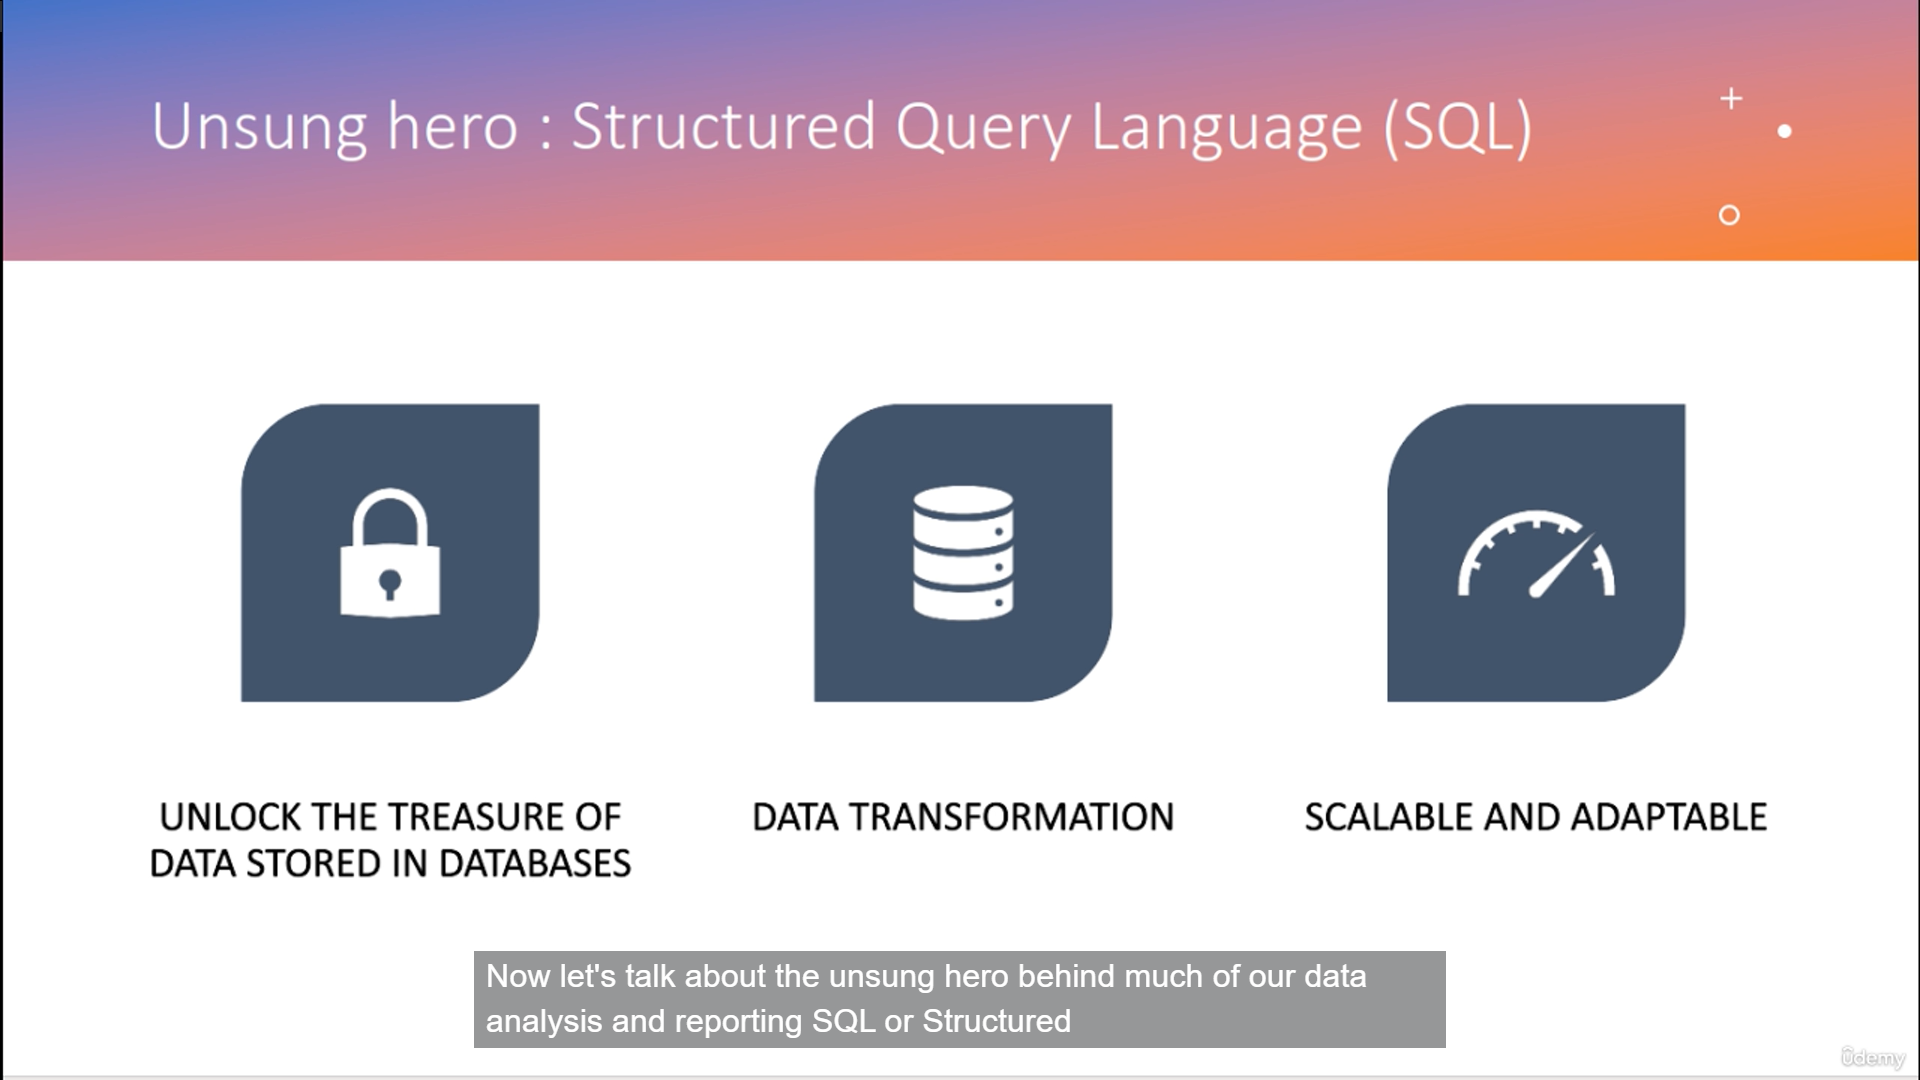 Unsung hero : Structured Query Language (SQL)
UNLOCK THE TREASURE OF
DATA STORED IN DATABASES
DATA TRANSFORMATION
SCALABLE AND ADAPTABLE
Now let's talk about the unsung hero behind much of our data
analysis and reporting SQL or Structured
ûdemy